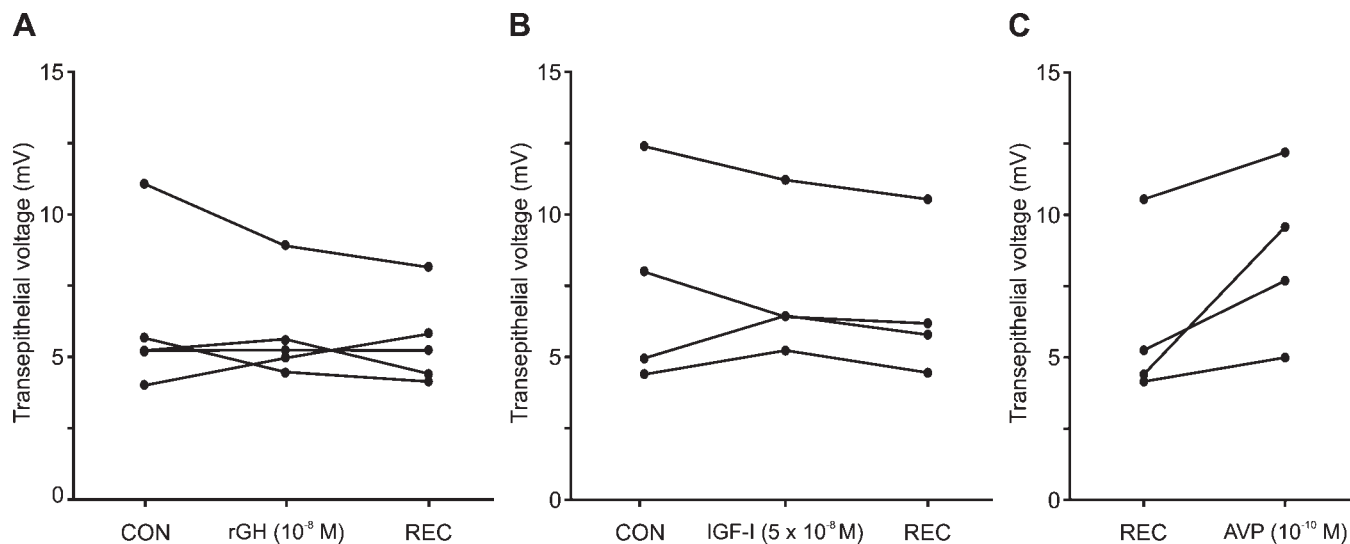 A
B
C
Transepithelial voltage (mV)
15
10
5
0
CON
rGH (10⁻⁸ M)
REC
Transepithelial voltage (mV)
15
10
5
0
CON
IGF-I (5 x 10⁻⁸ M)
REC
Transepithelial voltage (mV)
15
10
5
0
REC
AVP (10⁻¹⁰ M)